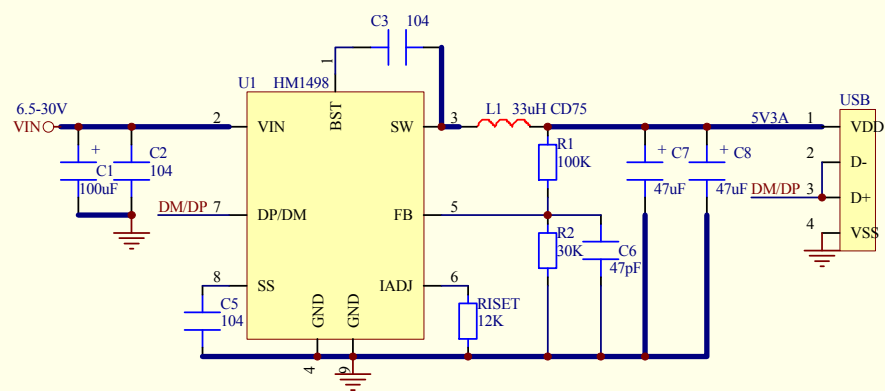 C3 104
1
U1 HM1498
6.5-30V
VIN
2
VIN
BST
SW
3
L1 33uH CD75
5V3A
USB
1
VDD
+
C1
100uF
C2
104
R1
100K
+
C7
47uF
+
C8
47uF
2
D-
DM/DP
3
D+
DM/DP
7
DP/DM
FB
5
R2
30K
C6
47pF
4
VSS
8
SS
IADJ
6
C5
104
GND
GND
RISET
12K
4
9